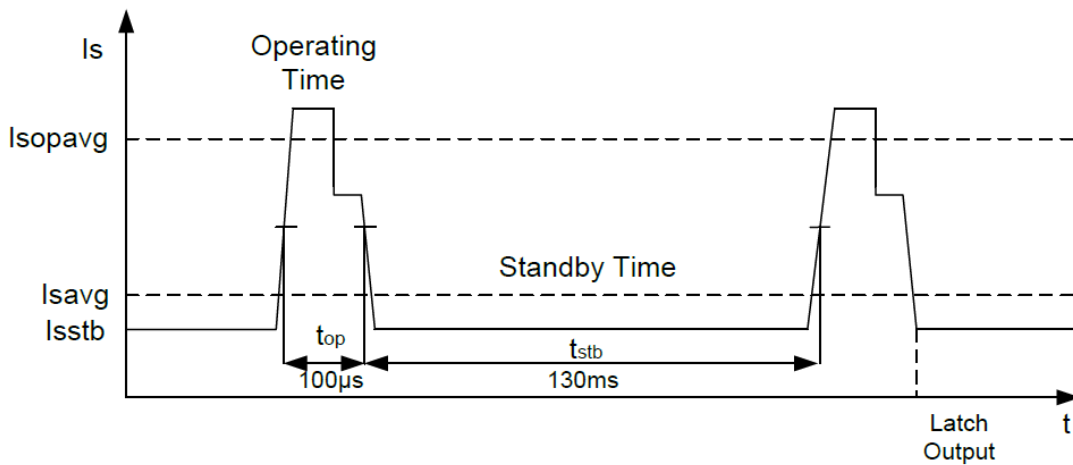 Is
Operating
Time
Isopavg
Standby Time
Isavg
Isstb
top
tstb
100µs
130ms
t
Latch
Output